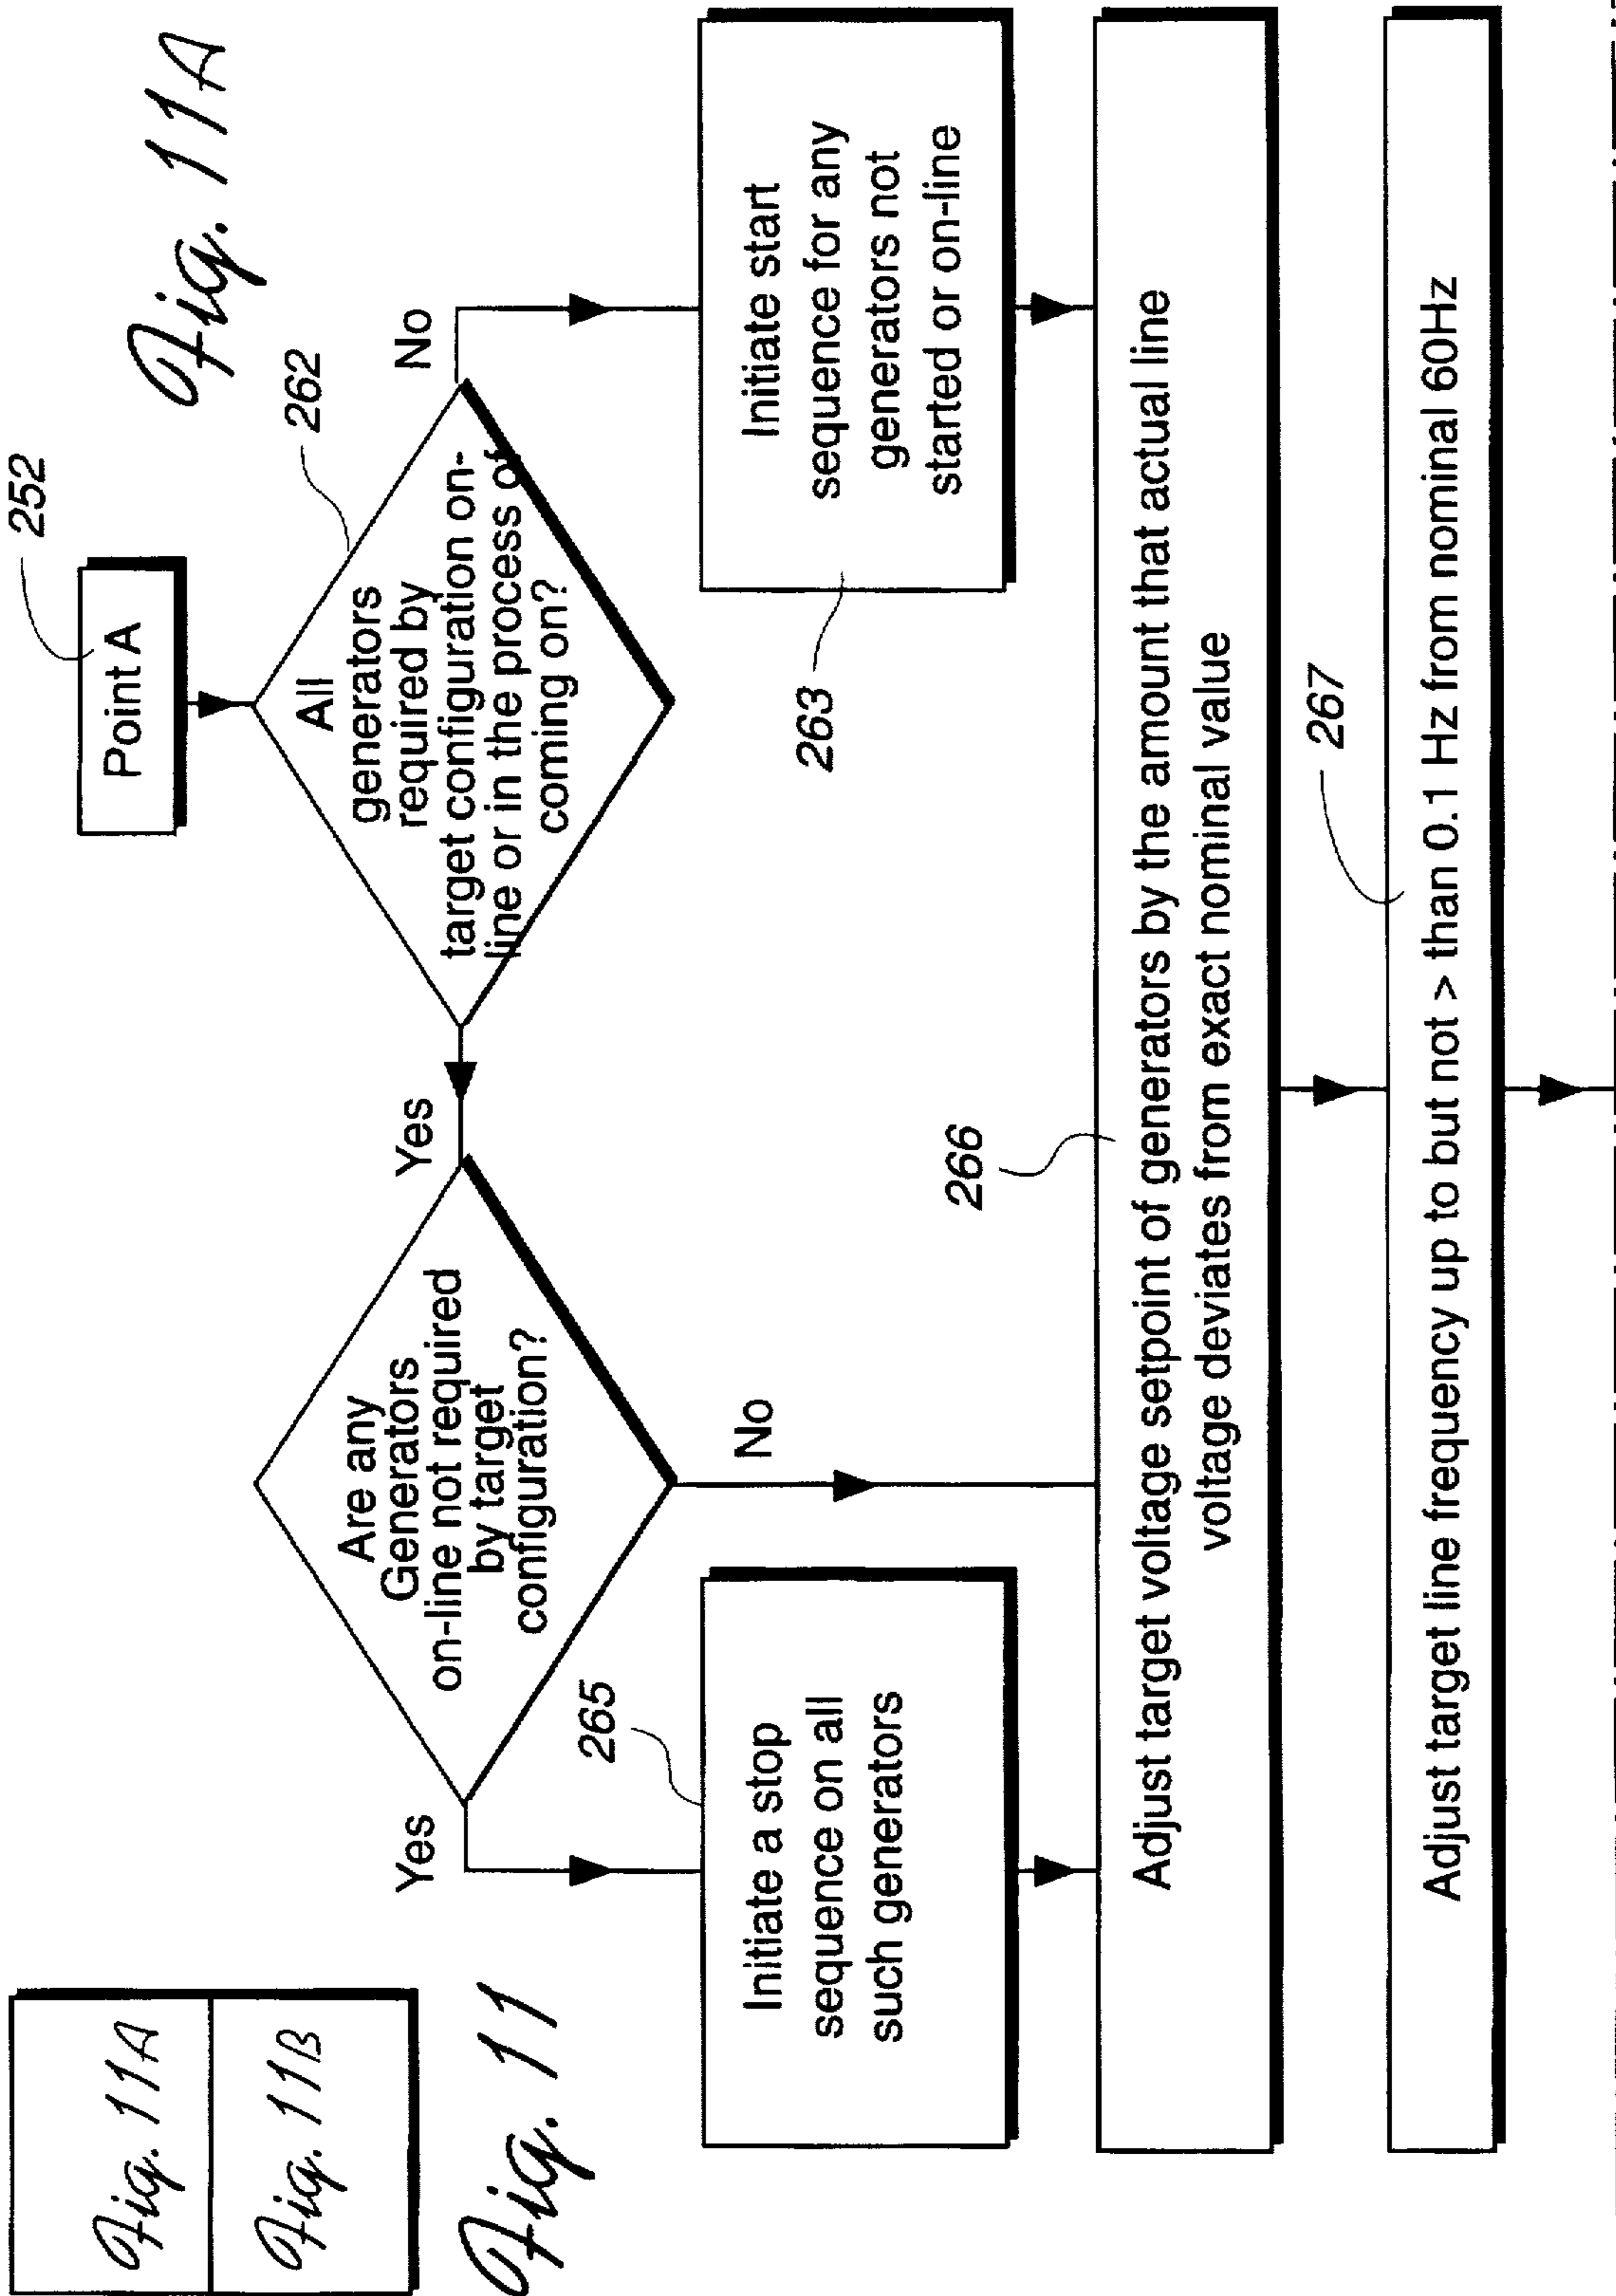 Fig. 11A
Fig. 11B
Fig. 11
Fig. 11A
252
Point A
262
All
generators
required by
target configuration on-
line or in the process of
coming on?
No
Yes
Are any
Generators
on-line not required
by target
configuration?
Yes
No
265
Initiate a stop
sequence on all
such generators
263
Initiate start
sequence for any
generators not
started or on-line
266
Adjust target voltage setpoint of generators by the amount that actual line
voltage deviates from exact nominal value
267
Adjust target line frequency up to but not > than 0.1 Hz from nominal 60Hz